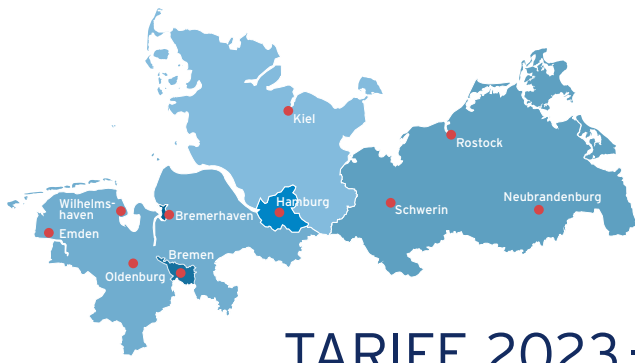 Kiel
Rostock
Wilhelms-
haven
Hamburg
Neubrandenburg
Schwerin
Bremerhaven
Emden
Bremen
Oldenburg
TARIFE 2023